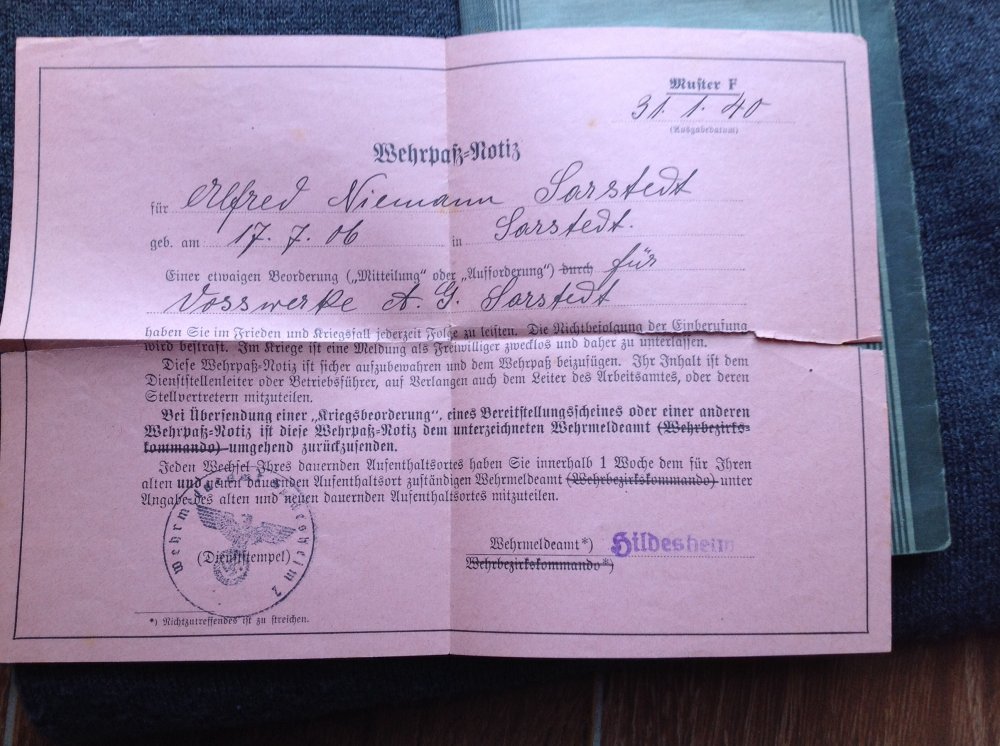 Muster F
31. 1. 40
(Ausgabedatum)
Wehrpaß-Notiz
für Alfred Niemann Sarstedt
geb. am 17. 7. 06 in Sarstedt.
Einer etwaigen Beorderung („Mitteilung“ oder „Aufforderung“) durch für
Vosswerke A. G. Sarstedt
haben Sie im Frieden und Kriegsfall jederzeit Folge zu leisten. Die Nichtbefolgung der Einberufung
wird bestraft. Im Kriege ist eine Meldung als Freiwilliger zwecklos und daher zu unterlassen.
Diese Wehrpaß-Notiz ist sicher aufzubewahren und dem Wehrpaß beizufügen. Ihr Inhalt ist dem
Dienststellenleiter oder Betriebsführer, auf Verlangen auch dem Leiter des Arbeitsamtes, oder deren
Stellvertretern mitzuteilen.
Bei Übersendung einer „Kriegsbeorderung“, eines Bereitstellungsscheines oder einer anderen
Wehrpaß-Notiz ist diese Wehrpaß-Notiz dem unterzeichneten Wehrmeldeamt (Wehrbezirks-
kommando) umgehend zurückzusenden.
Jeden Wechsel Ihres dauernden Aufenthaltsortes haben Sie innerhalb 1 Woche dem für Ihren
alten und neuen dauernden Aufenthaltsort zuständigen Wehrmeldeamt (Wehrbezirkskommando) unter
Angabe des alten und neuen dauernden Aufenthaltsortes mitzuteilen.
Wehrmeldeamt Hildesheim 2
(Dienststempel)
Wehrmeldeamt*) Hildesheim
Wehrbezirkskommando*)
*) Nichtzutreffendes ist zu streichen.